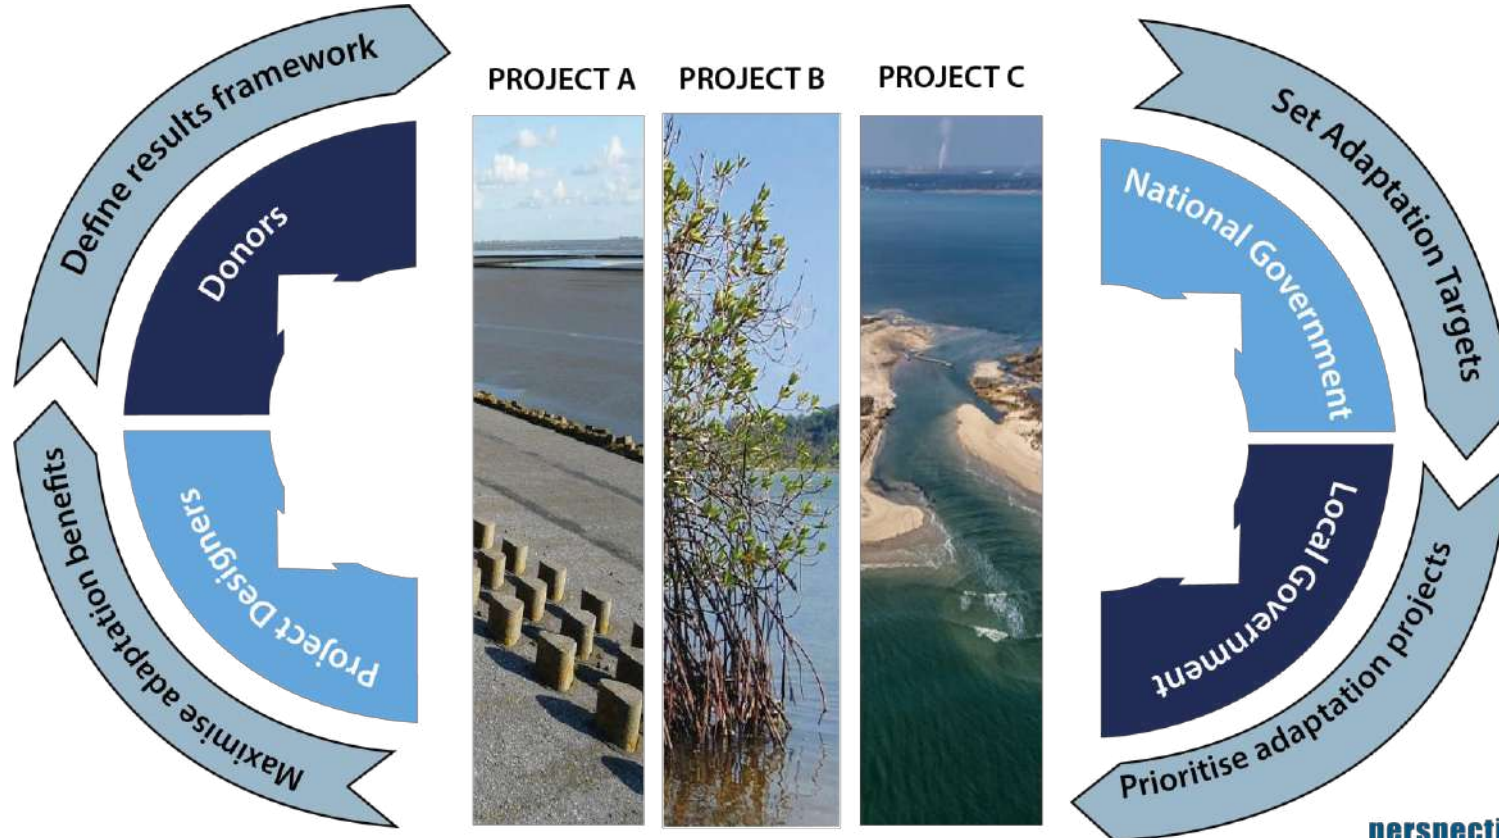 Define results framework
Donors
Project Designers
Maximise adaptation benefits
PROJECT A
PROJECT B
PROJECT C
Set Adaptation Targets
National Government
Local Government
Prioritise adaptation projects